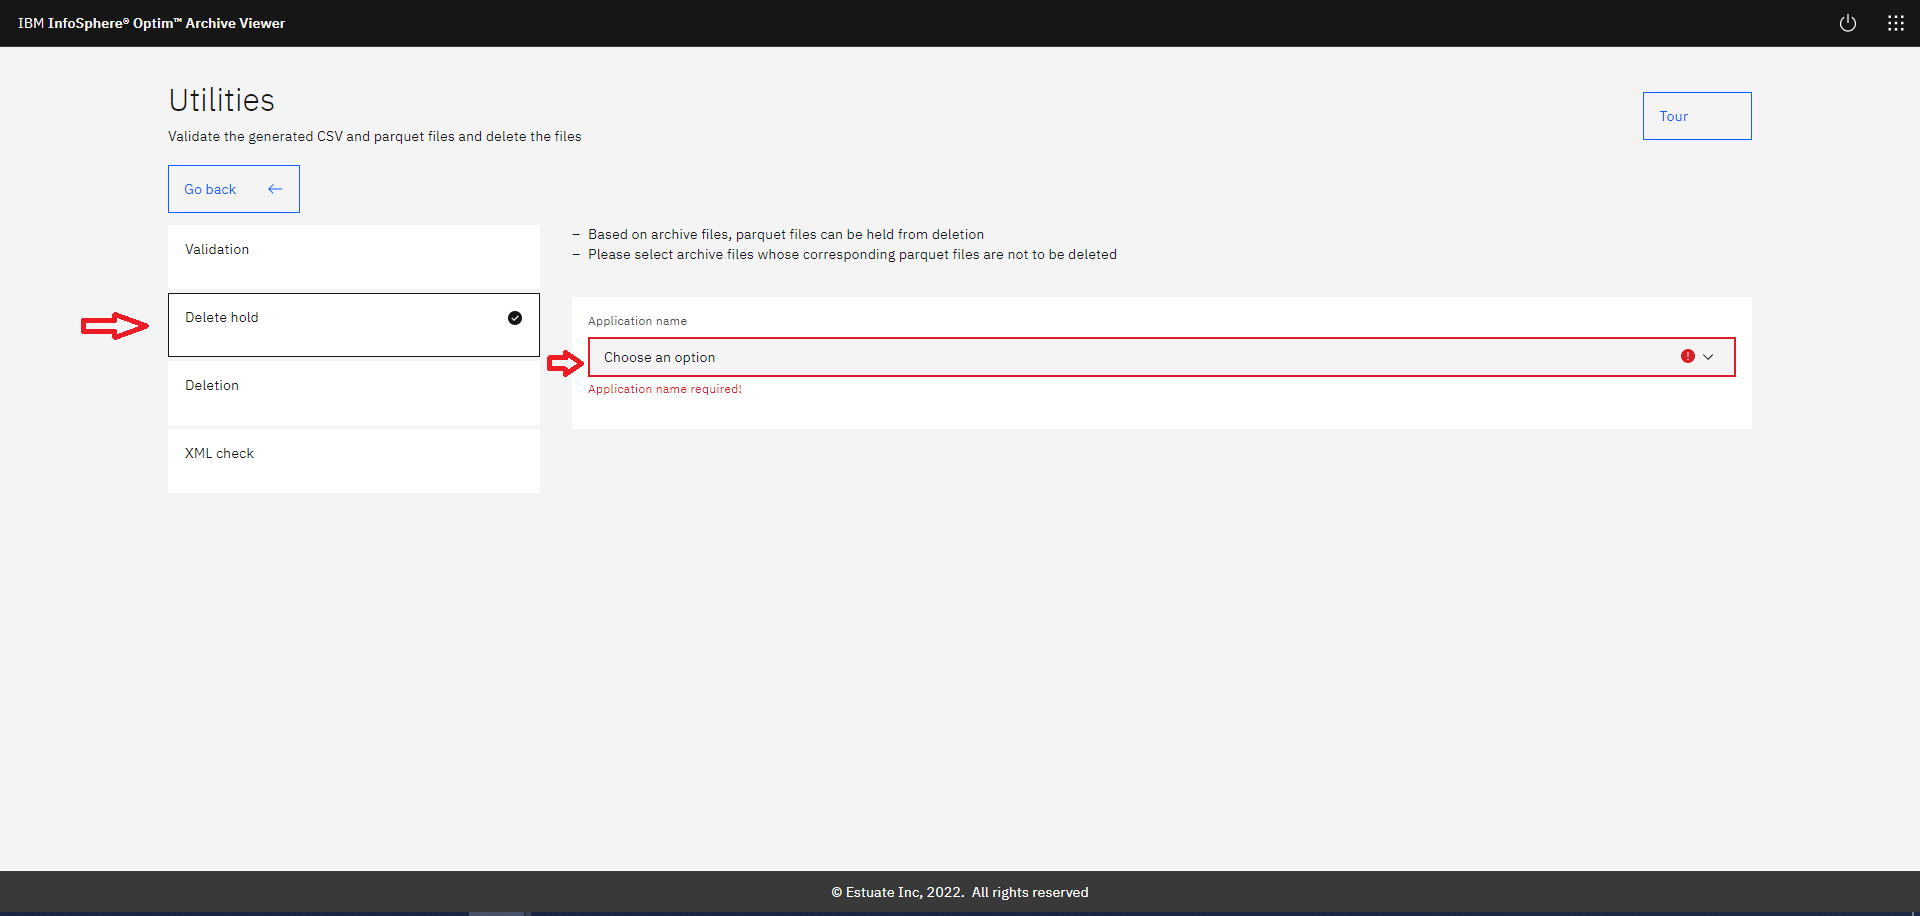 IBM InfoSphere® Optim™ Archive Viewer
Utilities
Validate the generated CSV and parquet files and delete the files
Tour
Go back
Validation
Delete hold
Deletion
XML check
– Based on archive files, parquet files can be held from deletion
– Please select archive files whose corresponding parquet files are not to be deleted
Application name
Choose an option
Application name required!
© Estuate Inc, 2022. All rights reserved